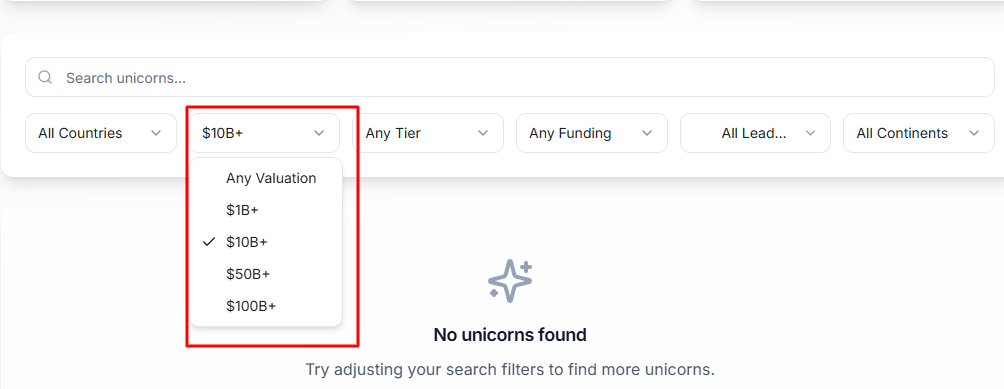 Search unicorns...
All Countries
$10B+
Any Tier
Any Funding
All Lead...
All Continents
Any Valuation
$1B+
$10B+
$50B+
$100B+
No unicorns found
Try adjusting your search filters to find more unicorns.